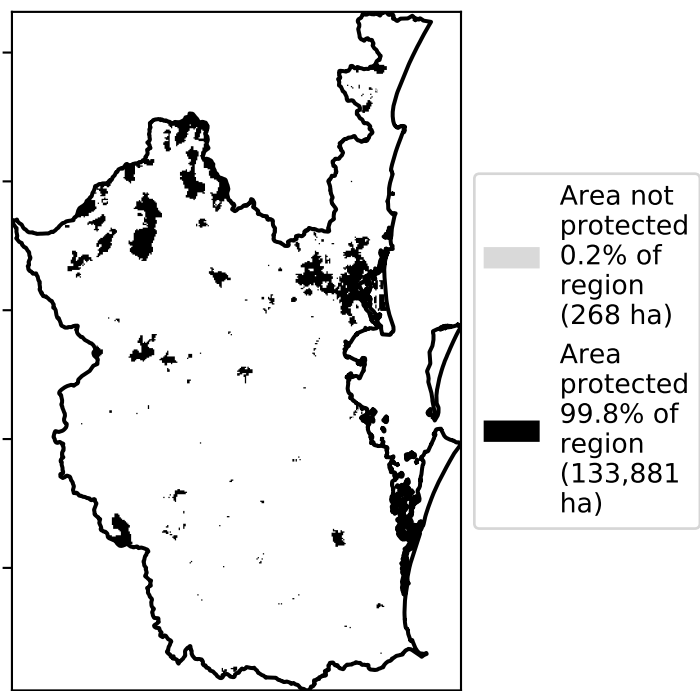 Area not
protected
0.2% of
region
(268 ha)
Area
protected
99.8% of
region
(133,881
ha)